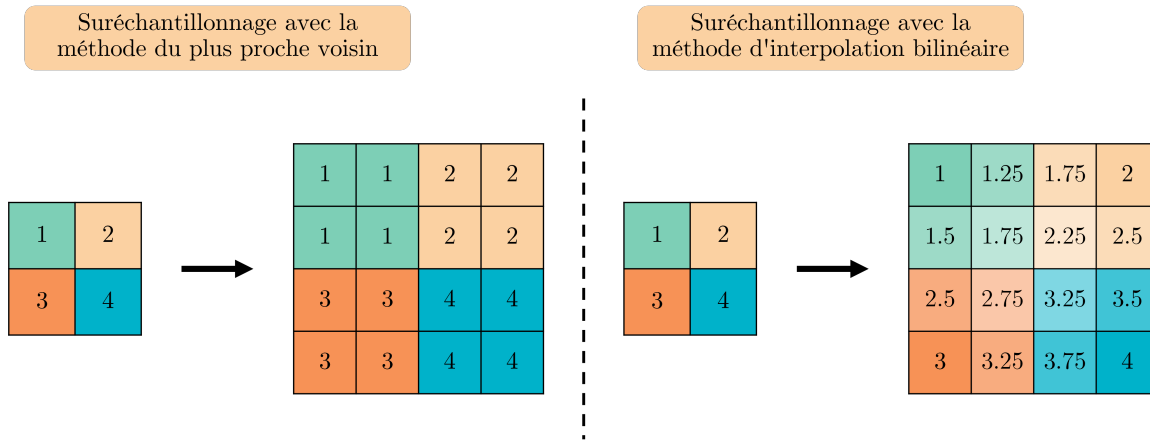 Suréchantillonnage avec la
méthode du plus proche voisin
1 2
3 4
1 1 2 2
1 1 2 2
3 3 4 4
3 3 4 4
Suréchantillonnage avec la
méthode d'interpolation bilinéaire
1 2
3 4
1 1.25 1.75 2
1.5 1.75 2.25 2.5
2.5 2.75 3.25 3.5
3 3.25 3.75 4